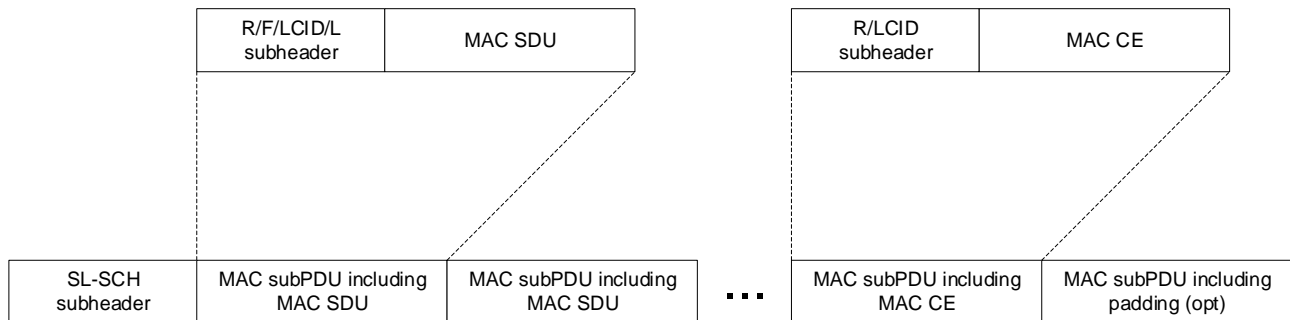 R/F/LCID/L
subheader
MAC SDU
R/LCID
subheader
MAC CE
SL-SCH
subheader
MAC subPDU including
MAC SDU
MAC subPDU including
MAC SDU
...
MAC subPDU including
MAC CE
MAC subPDU including
padding (opt)